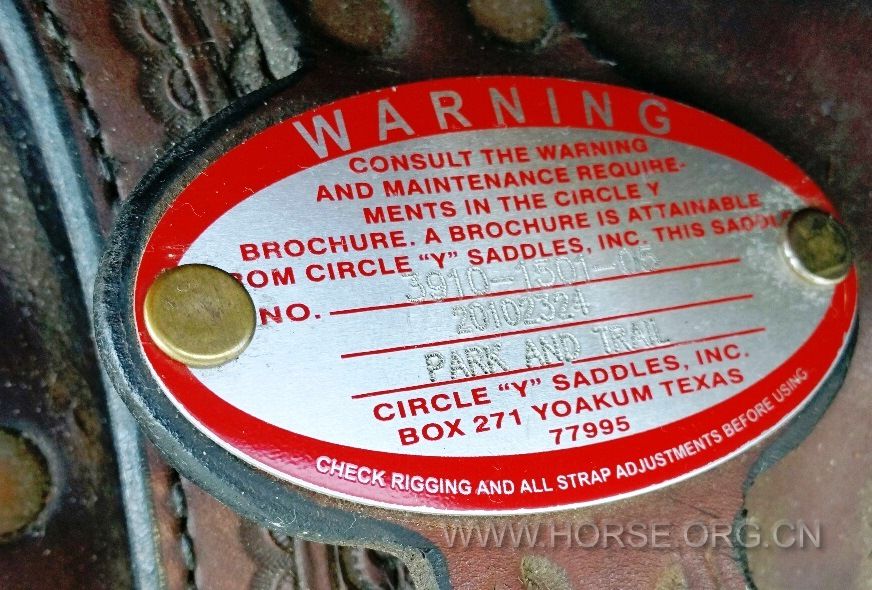 WARNING
CONSULT THE WARNING
AND MAINTENANCE REQUIRE-
MENTS IN THE CIRCLE Y
BROCHURE. A BROCHURE IS ATTAINABLE
ROM CIRCLE "Y" SADDLES, INC. THIS SADDLE
NO. 3910-1301-05
20102324
PARK AND TRAIL
CIRCLE "Y" SADDLES, INC.
BOX 271 YOAKUM TEXAS
77995
CHECK RIGGING AND ALL STRAP ADJUSTMENTS BEFORE USING
WWW.HORSE.ORG.CN